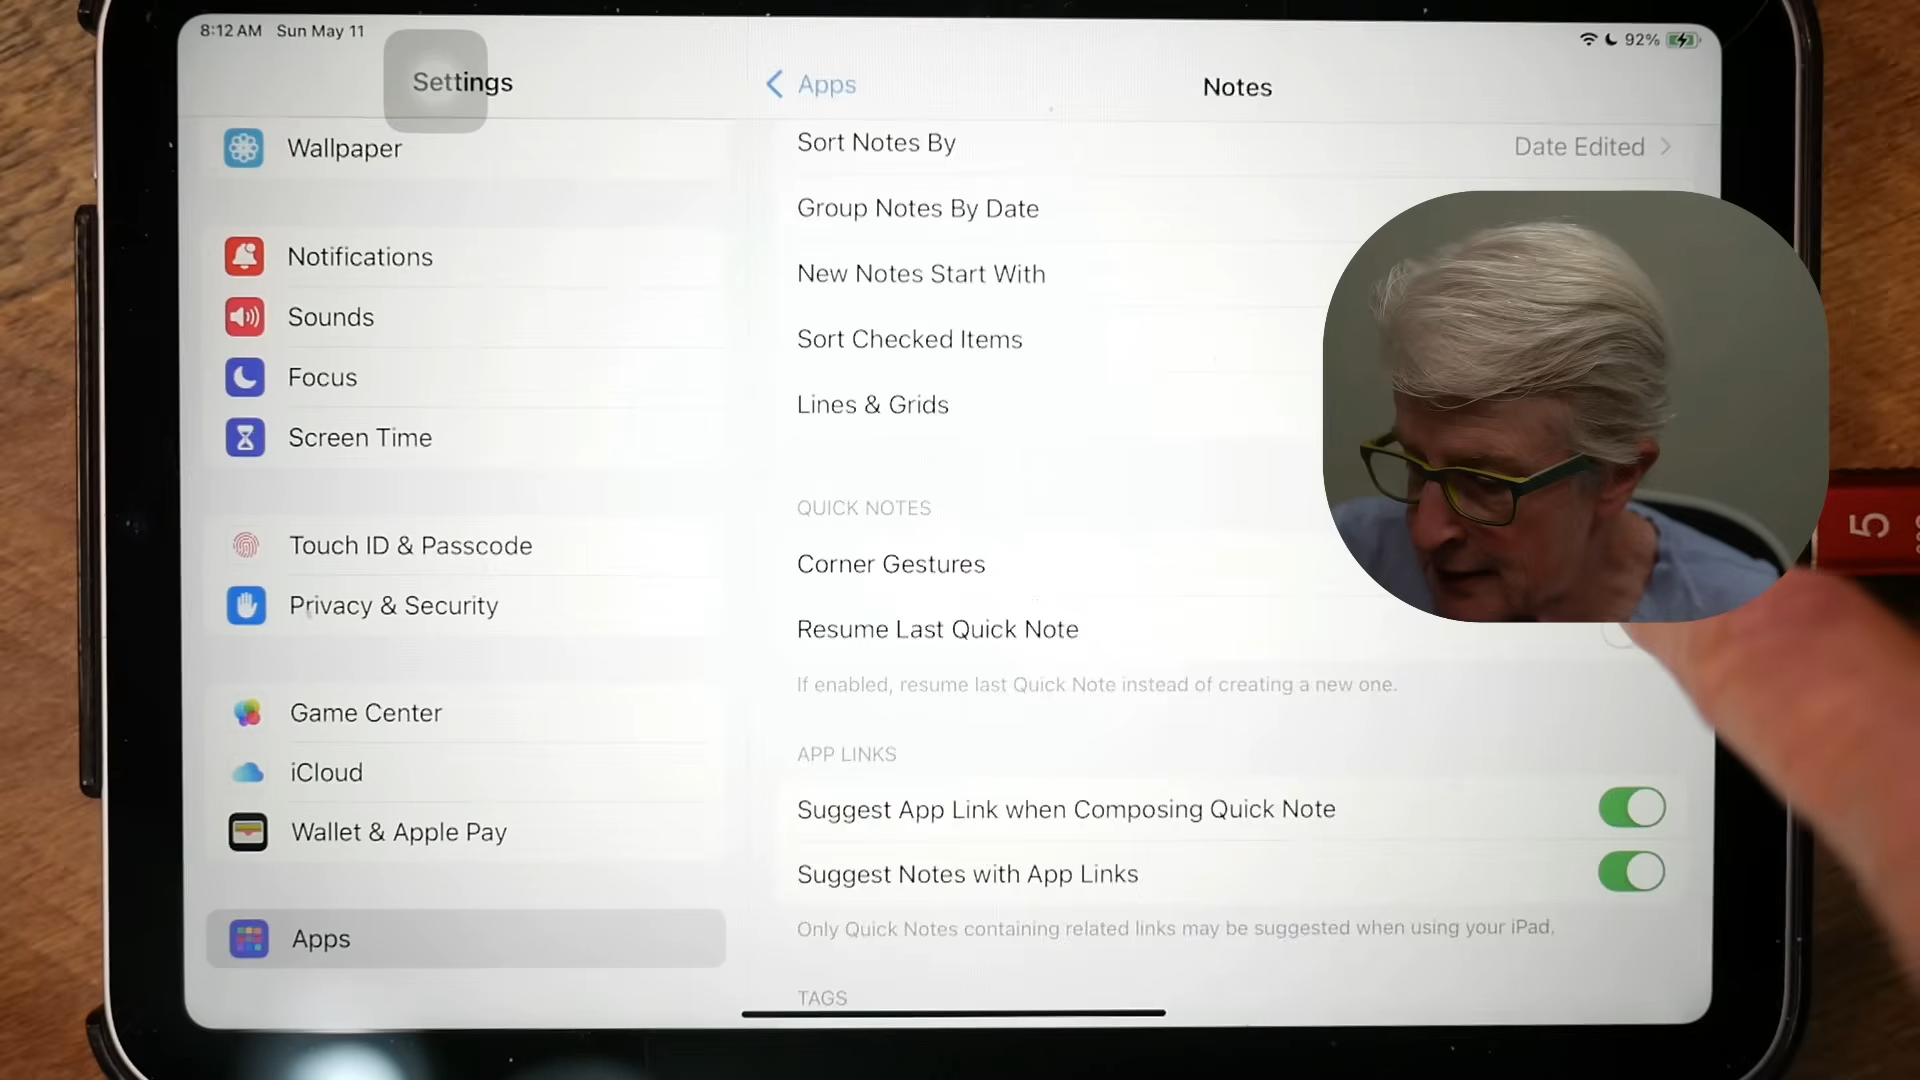 8:12 AM Sun May 11
92%
Settings
Apps
Notes
Wallpaper
Notifications
Sounds
Focus
Screen Time
Touch ID & Passcode
Privacy & Security
Game Center
iCloud
Wallet & Apple Pay
Apps
Sort Notes By
Date Edited
Group Notes By Date
New Notes Start With
Sort Checked Items
Lines & Grids
QUICK NOTES
Corner Gestures
Resume Last Quick Note
If enabled, resume last Quick Note instead of creating a new one.
APP LINKS
Suggest App Link when Composing Quick Note
Suggest Notes with App Links
Only Quick Notes containing related links may be suggested when using your iPad.
TAGS
5